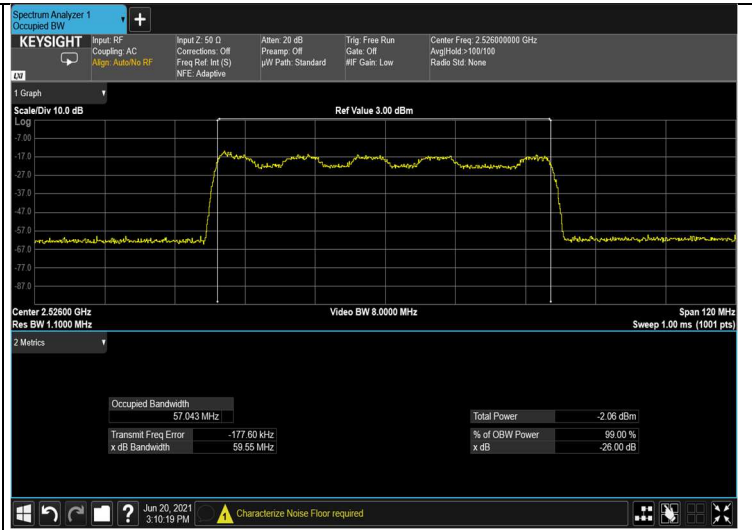 Spectrum Analyzer 1
Occupied BW
+
KEYSIGHT
Input: RF
Coupling: AC
Align: Auto/No RF
Input Z: 50 Ω
Corrections: Off
Freq Ref: Int (S)
NFE: Adaptive
Atten: 20 dB
Preamp: Off
µW Path: Standard
Trig: Free Run
Gate: Off
#IF Gain: Low
Center Freq: 2.526000000 GHz
Avg|Hold:>100/100
Radio Std: None
LXI
1 Graph
Scale/Div 10.0 dB
Ref Value 3.00 dBm
Log
-7.00
-17.0
-27.0
-37.0
-47.0
-57.0
-67.0
-77.0
-87.0
Center 2.52600 GHz
Video BW 8.0000 MHz
Span 120 MHz
Res BW 1.1000 MHz
Sweep 1.00 ms (1001 pts)
2 Metrics
Occupied Bandwidth
57.043 MHz
Total Power -2.06 dBm
Transmit Freq Error -177.60 kHz
% of OBW Power 99.00 %
x dB Bandwidth 59.55 MHz
x dB -26.00 dB
?
Jun 20, 2021
3:10:19 PM
Characterize Noise Floor required